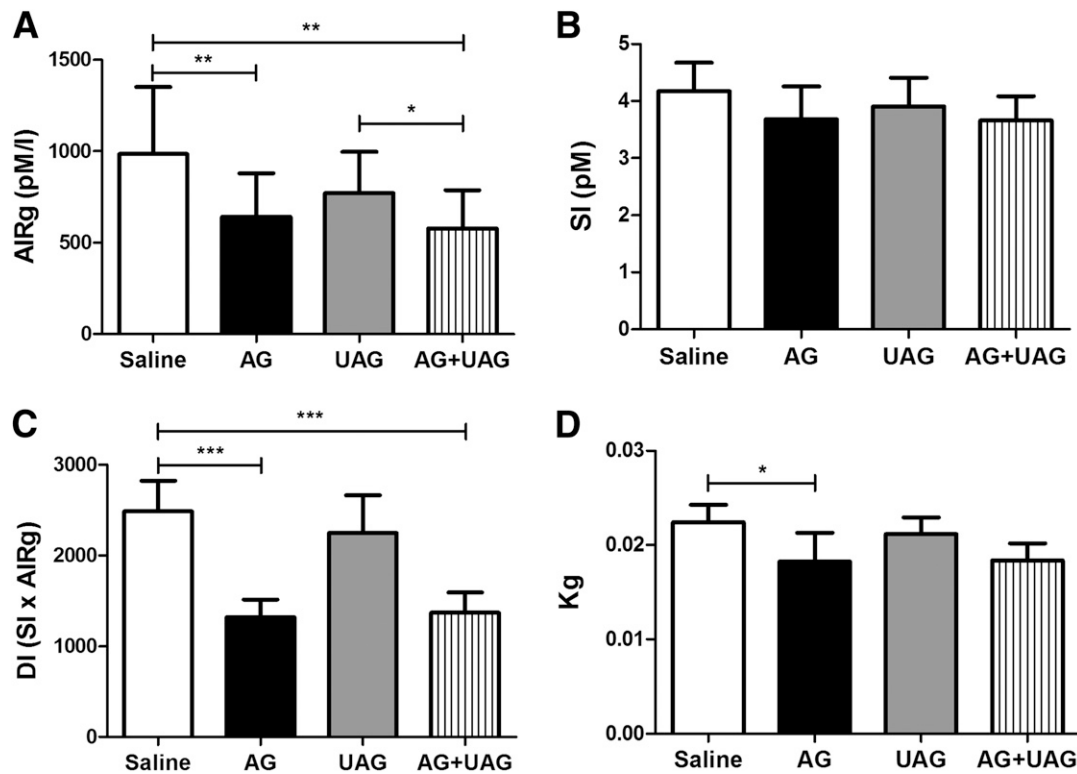 A
**
**
*
1500
1000
500
0
AIRg (pM/l)
Saline AG UAG AG+UAG
B
5
4
3
2
1
0
SI (pM)
Saline AG UAG AG+UAG
C
***
***
3000
2000
1000
0
DI (SI x AIRg)
Saline AG UAG AG+UAG
D
*
0.03
0.02
0.01
0.00
Kg
Saline AG UAG AG+UAG